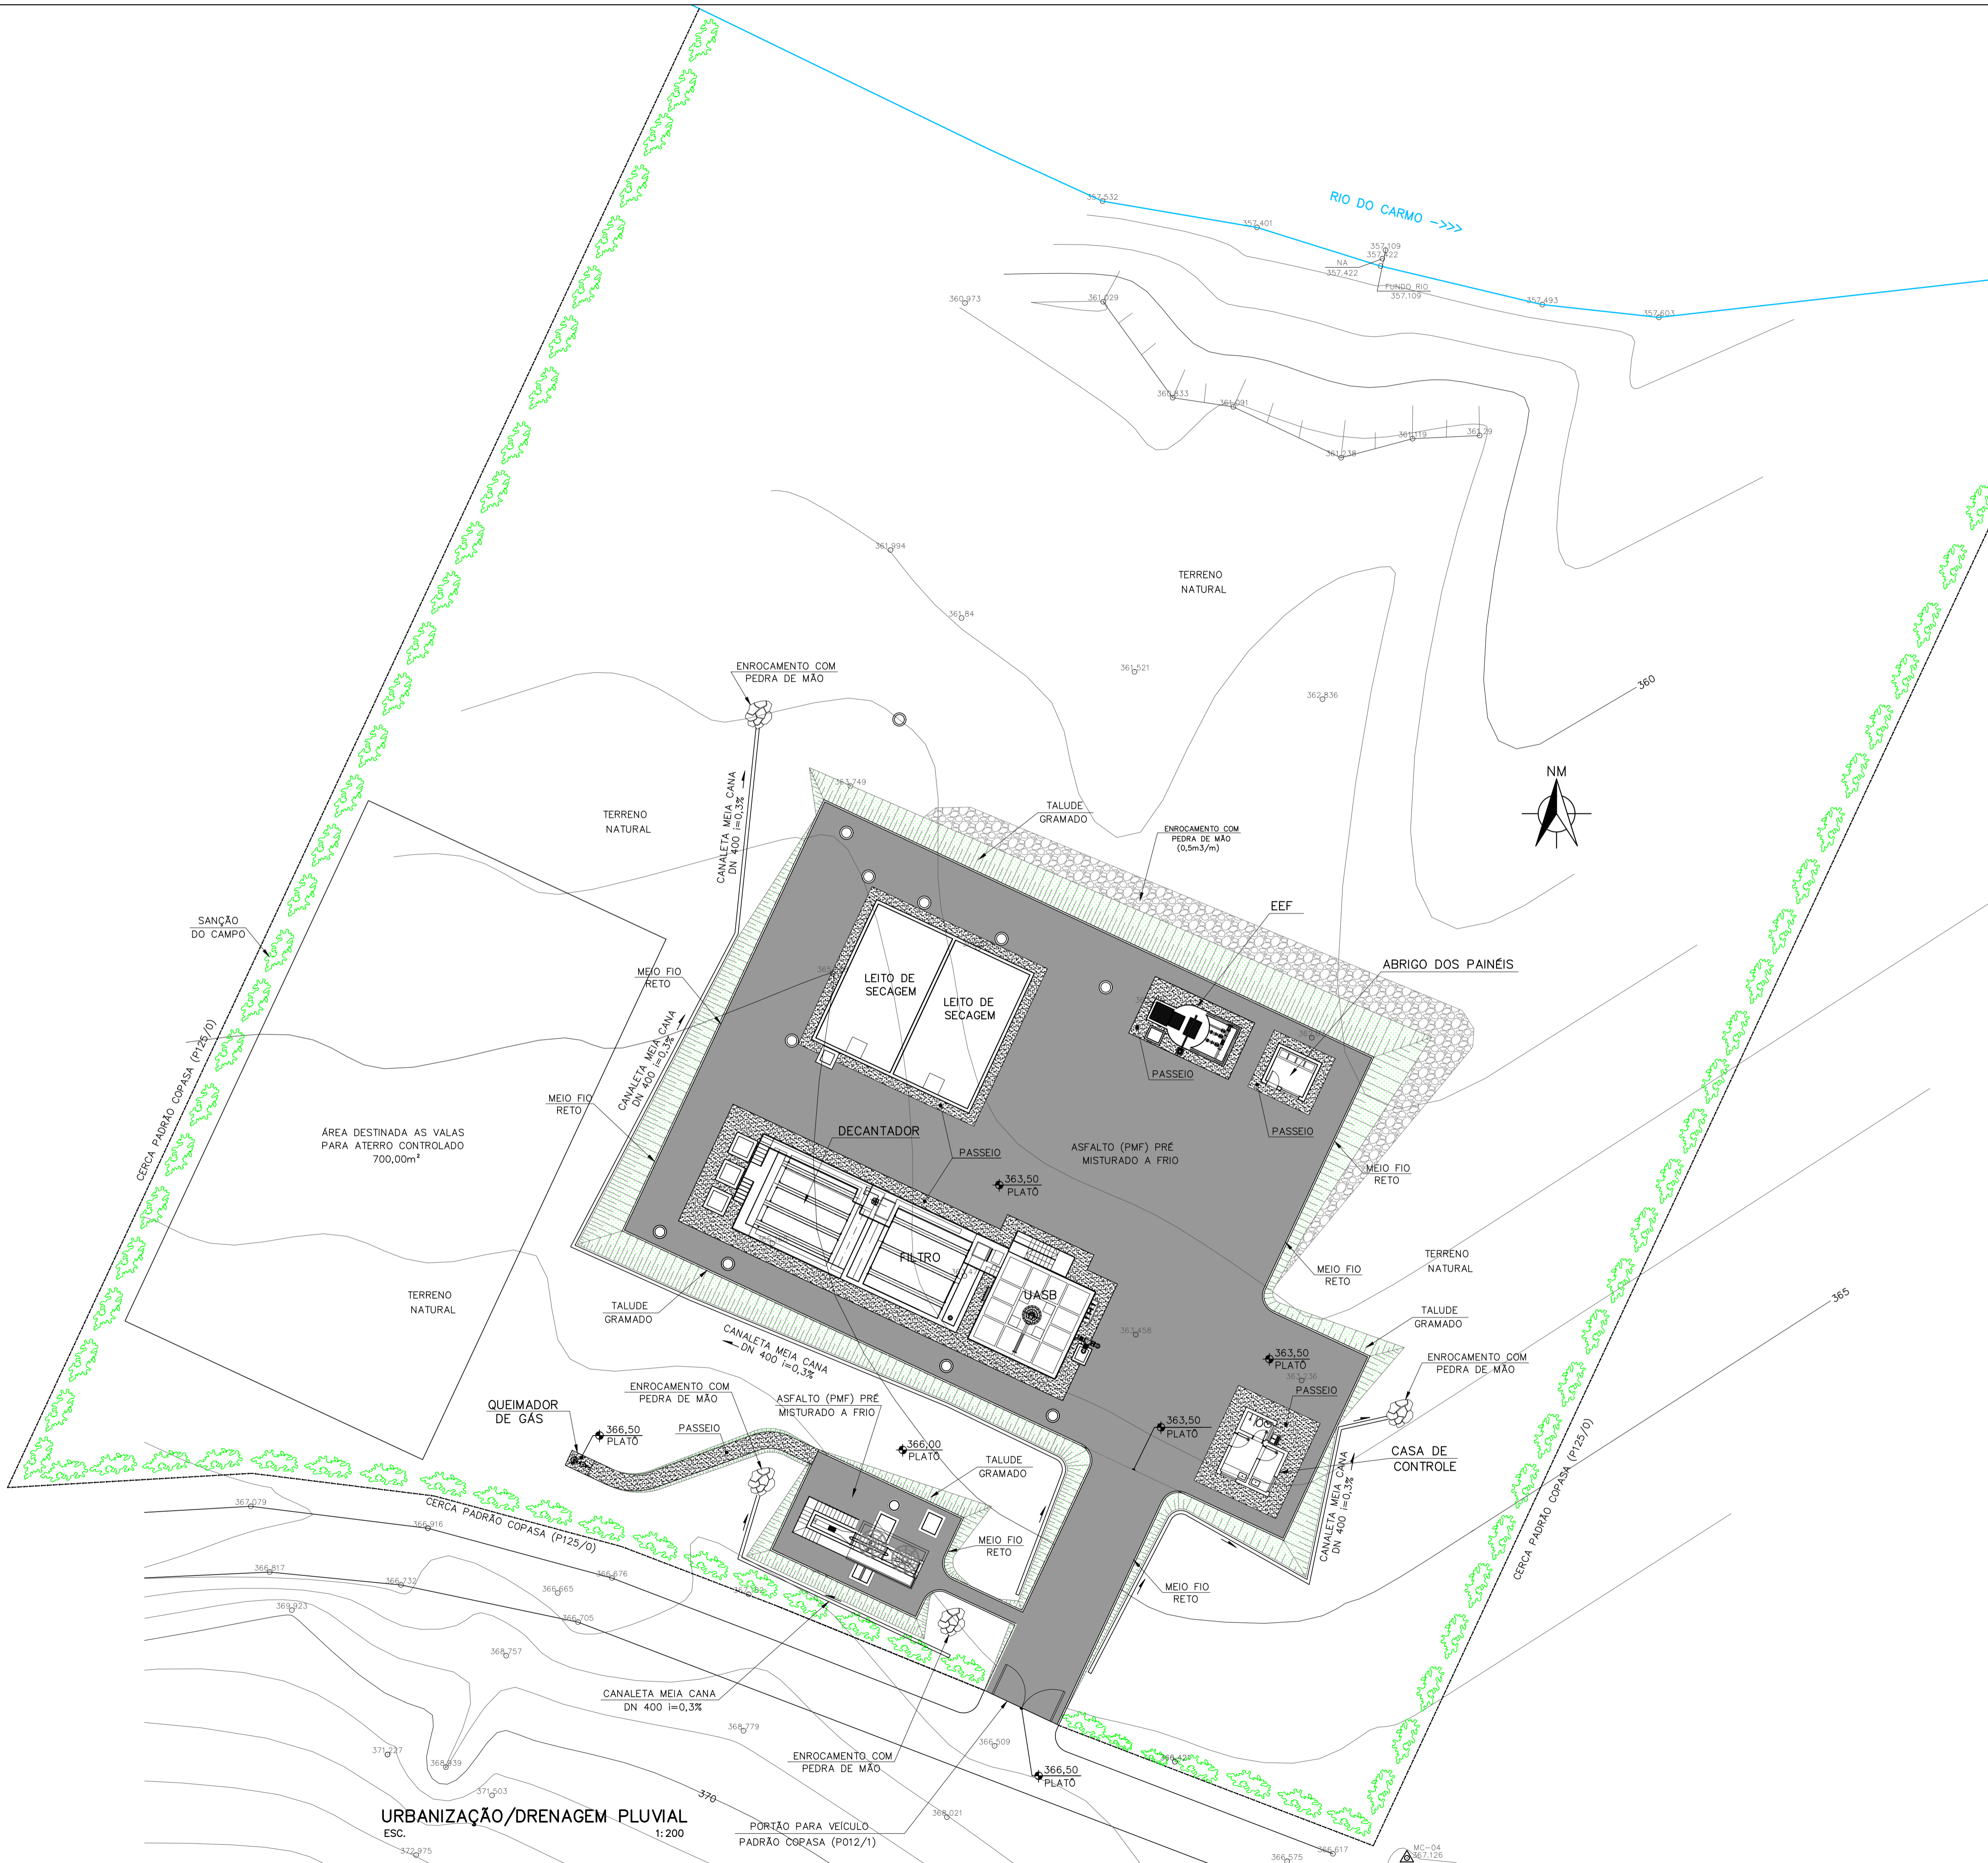 RIO DO CARMO ->>>
357.532
357.401
357.109
357.422
NA
357.422
FUNDO RIO
357.109
357.493
357.603
360.973
361.029
360.833
361.091
361.119
361.29
361.238
361.994
TERRENO
NATURAL
361.84
361.521
362.836
360
ENROCAMENTO COM
PEDRA DE MÃO
NM
363.749
CANALETA MEIA CANA
DN 400 i=0,3%
TALUDE
GRAMADO
TERRENO
NATURAL
ENROCAMENTO COM
PEDRA DE MÃO
(0,5m3/m)
EEF
SANÇÃO
DO CAMPO
ABRIGO DOS PAINÉIS
MEIO FIO
RETO
LEITO DE
SECAGEM
LEITO DE
SECAGEM
CANALETA MEIA CANA
DN 400 i=0,3%
CERCA PADRÃO COPASA (P125/0)
PASSEIO
MEIO FIO
RETO
ÁREA DESTINADA AS VALAS
PARA ATERRO CONTROLADO
700,00m²
DECANTADOR
PASSEIO
PASSEIO
ASFALTO (PMF) PRÉ
MISTURADO A FRIO
MEIO FIO
RETO
363,50
PLATÔ
FILTRO
TERRENO
NATURAL
MEIO FIO
RETO
TERRENO
NATURAL
UASB
365
TALUDE
GRAMADO
TALUDE
GRAMADO
CANALETA MEIA CANA
DN 400 i=0,3%
363.458
363,50
PLATÔ
363.236
ENROCAMENTO COM
PEDRA DE MÃO
ENROCAMENTO COM
PEDRA DE MÃO
ASFALTO (PMF) PRÉ
MISTURADO A FRIO
PASSEIO
QUEIMADOR
DE GÁS
366,50
PLATÔ
PASSEIO
363,50
PLATÔ
366,00
PLATÔ
CASA DE
CONTROLE
TALUDE
GRAMADO
CANALETA MEIA CANA
DN 400 i=0,3%
CERCA PADRÃO COPASA (P125/0)
367.079
366.916
CERCA PADRÃO COPASA (P125/0)
MEIO FIO
RETO
366.817
366.732
366.665
366.676
MEIO FIO
RETO
369.923
366.705
368.757
CANALETA MEIA CANA
DN 400 i=0,3%
368.779
366.509
371.227
368.939
ENROCAMENTO COM
PEDRA DE MÃO
366.421
366,50
PLATÔ
371.503
370
368.021
URBANIZAÇÃO/DRENAGEM PLUVIAL
ESC.
1:200
PORTÃO PARA VEÍCULO
PADRÃO COPASA (P012/1)
372.975
366.575
366.617
MC-04
367.126